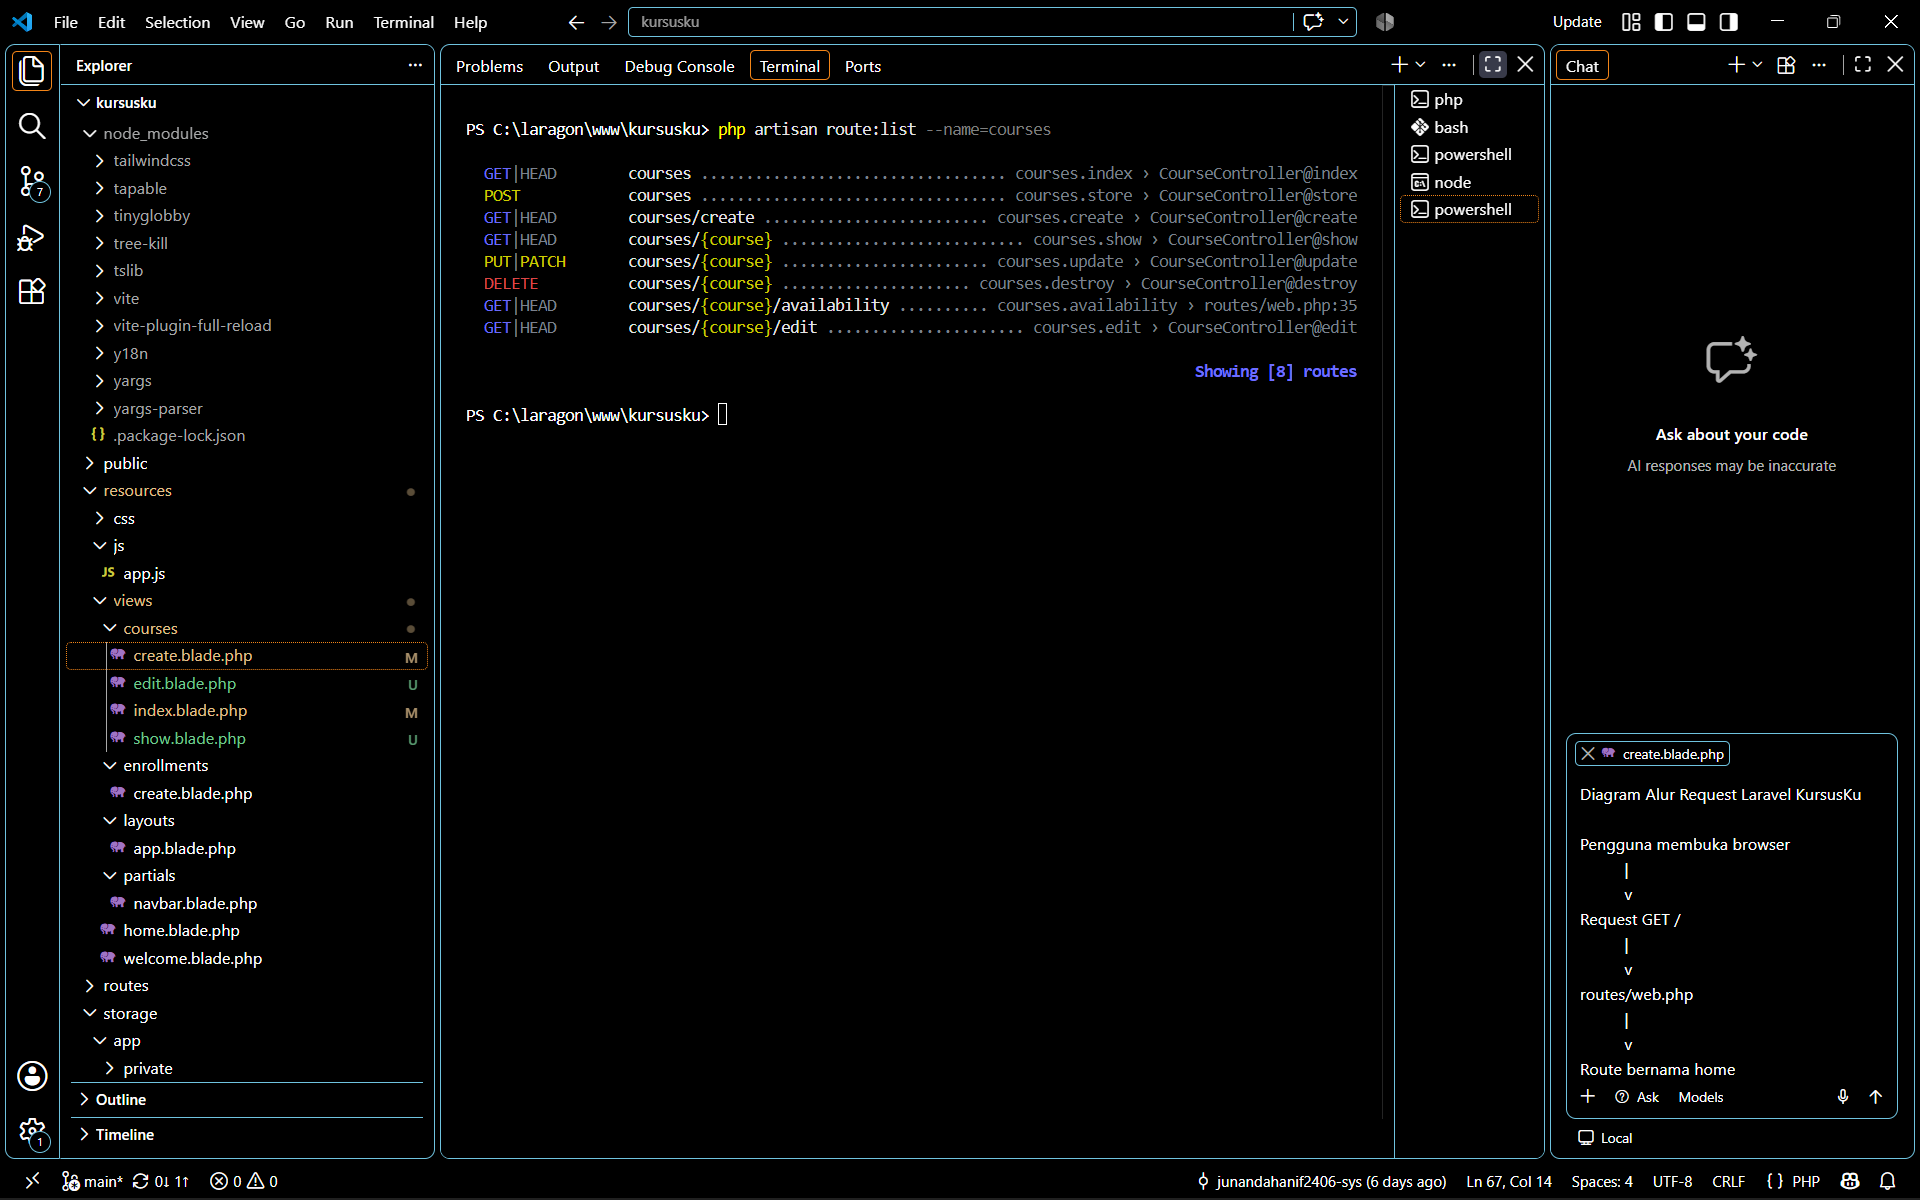 File Edit Selection View Go Run Terminal Help
kursusku
Update
Explorer
kursusku
node_modules
tailwindcss
tapable
tinyglobby
tree-kill
tslib
vite
vite-plugin-full-reload
y18n
yargs
yargs-parser
{} .package-lock.json
public
resources
css
js
JS app.js
views
courses
create.blade.php M
edit.blade.php U
index.blade.php M
show.blade.php U
enrollments
create.blade.php
layouts
app.blade.php
partials
navbar.blade.php
home.blade.php
welcome.blade.php
routes
storage
app
private
Outline
Timeline
7
1
Problems Output Debug Console Terminal Ports
PS C:\laragon\www\kursusku> php artisan route:list --name=courses
GET|HEAD courses .................................. courses.index › CourseController@index
POST courses .................................. courses.store › CourseController@store
GET|HEAD courses/create ......................... courses.create › CourseController@create
GET|HEAD courses/{course} ........................... courses.show › CourseController@show
PUT|PATCH courses/{course} ....................... courses.update › CourseController@update
DELETE courses/{course} ..................... courses.destroy › CourseController@destroy
GET|HEAD courses/{course}/availability .......... courses.availability › routes/web.php:35
GET|HEAD courses/{course}/edit ...................... courses.edit › CourseController@edit
Showing [8] routes
PS C:\laragon\www\kursusku>
php
bash
powershell
node
powershell
Chat
Ask about your code
AI responses may be inaccurate
create.blade.php
Diagram Alur Request Laravel KursusKu
Pengguna membuka browser
|
v
Request GET /
|
v
routes/web.php
|
v
Route bernama home
Ask Models
Local
main* 0↓ 1↑ 0 0
junandahanif2406-sys (6 days ago) Ln 67, Col 14 Spaces: 4 UTF-8 CRLF {} PHP